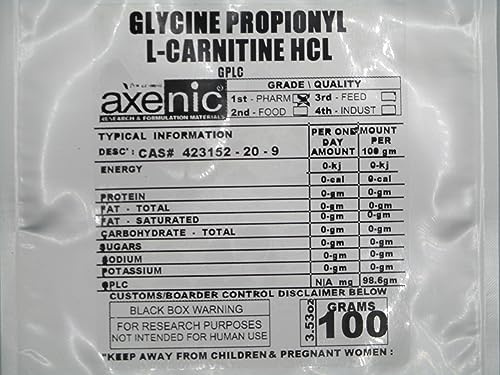 GLYCINE PROPIONYL
L-CARNITINE HCL
GPLC
axenic
RESEARCH & FORMULATION MATERIALS
GRADE / QUALITY
1st - PHARM 3rd - FEED
2nd - FOOD 4th - INDUST
TYPICAL INFORMATION
PER ONE DAY AMOUNT
MOUNT PER 100 gm
DESC': CAS# 423152 - 20 - 9
ENERGY 0-kj 0-kj
0-cal 0-cal
PROTEIN 0-gm 0-gm
FAT - TOTAL 0-gm 0-gm
FAT - SATURATED 0-gm 0-gm
CARBOHYDRATE - TOTAL 0-gm 0-gm
SUGARS 0-gm 0-gm
SODIUM 0-gm 0-gm
POTASSIUM 0-gm 0-gm
GPLC N/A mg 98.6gm
CUSTOMS/BOARDER CONTROL DISCLAIMER BELOW
BLACK BOX WARNING
FOR RESEARCH PURPOSES
NOT INTENDED FOR HUMAN USE
3.53oz
GRAMS
100
*KEEP AWAY FROM CHILDREN & PREGNANT WOMEN :